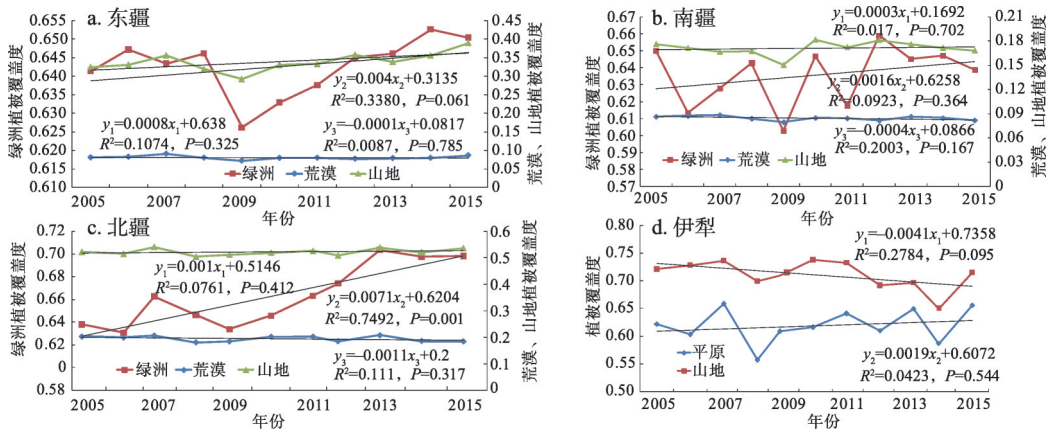 a. 东疆
绿洲植被覆盖度
0.655
0.650
0.645
0.640
0.635
0.630
0.625
0.620
0.615
0.610
y₂=0.004x₂+0.3135
R²=0.3380，P=0.061
y₁=0.0008x₁+0.638
R²=0.1074，P=0.325
y₃=-0.0001x₃+0.0817
R²=0.0087，P=0.785
绿洲 荒漠 山地
0.45
0.40
0.35
0.30
0.25
0.20
0.15
0.10
0.05
0
荒漠、山地植被覆盖度
2005 2007 2009 2011 2013 2015
年份
b. 南疆
绿洲植被覆盖度
0.67
0.66
0.65
0.64
0.63
0.62
0.61
0.60
0.59
0.58
0.57
y₁=0.0003x₁+0.1692
R²=0.017，P=0.702
y₂=0.0016x₂+0.6258
R²=0.0923，P=0.364
y₃=-0.0004x₃+0.0866
R²=0.2003，P=0.167
绿洲 荒漠 山地
0.21
0.18
0.15
0.12
0.09
0.06
0.03
0
荒漠、山地植被覆盖度
2005 2007 2009 2011 2013 2015
年份
c. 北疆
绿洲植被覆盖度
0.72
0.70
0.68
0.66
0.64
0.62
0
0.58
y₁=0.001x₁+0.5146
R²=0.0761，P=0.412
y₂=0.0071x₂+0.6204
R²=0.7492，P=0.001
y₃=-0.0011x₃+0.2
R²=0.111，P=0.317
绿洲 荒漠 山地
0.6
0.5
0.4
0.3
0.2
0.1
0
荒漠、山地植被覆盖度
2005 2007 2009 2011 2013 2015
年份
d. 伊犁
植被覆盖度
0.80
0.75
0.70
0.65
0.60
0.55
0.50
y₁=-0.0041x₁+0.7358
R²=0.2784，P=0.095
y₂=0.0019x₂+0.6072
R²=0.0423，P=0.544
平原
山地
2005 2007 2009 2011 2013 2015
年份